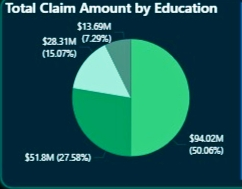 Total Claim Amount by Education
$13.69M
(7.29%)
$28.31M
(15.07%)
$94.02M
(50.06%)
$51.8M (27.58%)